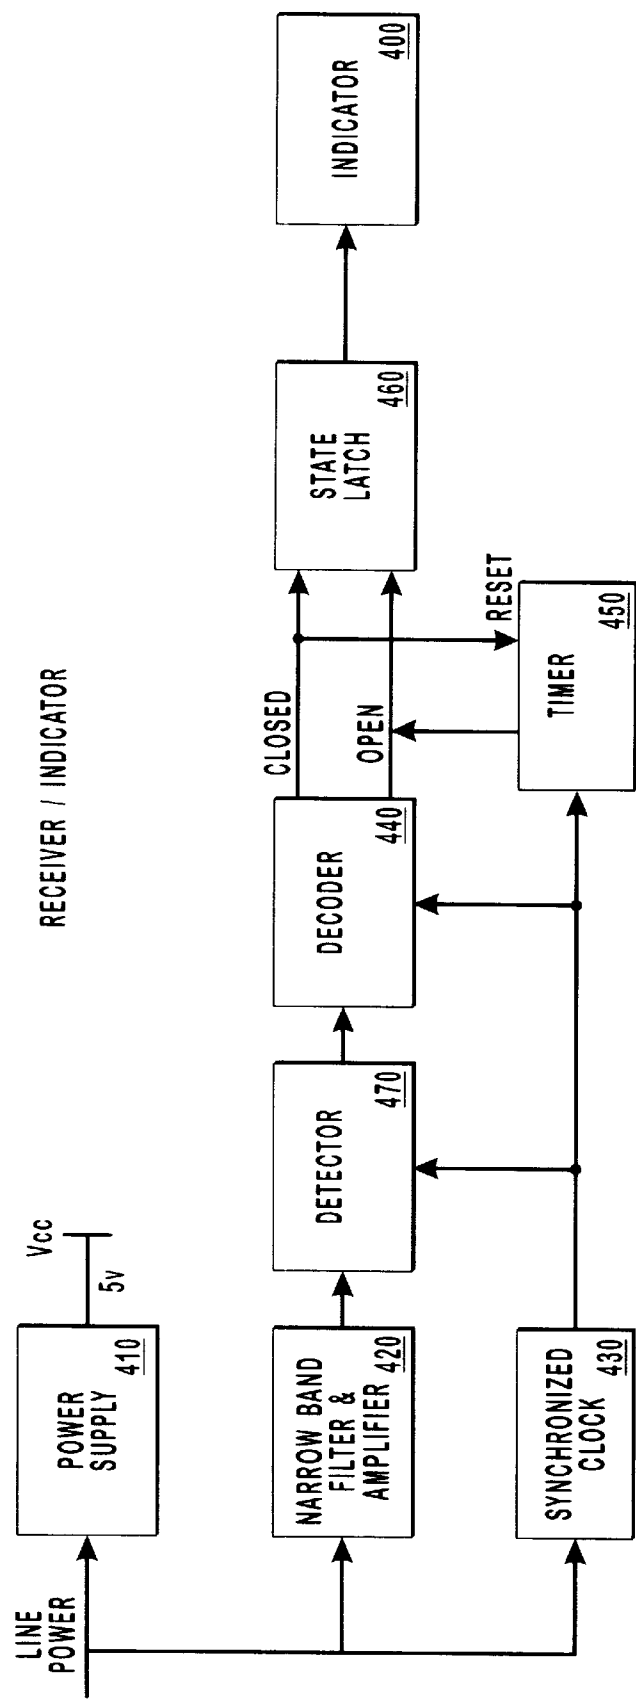 RECEIVER / INDICATOR
LINE
POWER
POWER
SUPPLY
410
Vcc
5v
NARROW BAND
FILTER &
AMPLIFIER
420
DETECTOR
470
DECODER
440
CLOSED
OPEN
STATE
LATCH
460
INDICATOR
400
SYNCHRONIZED
CLOCK
430
TIMER
450
RESET